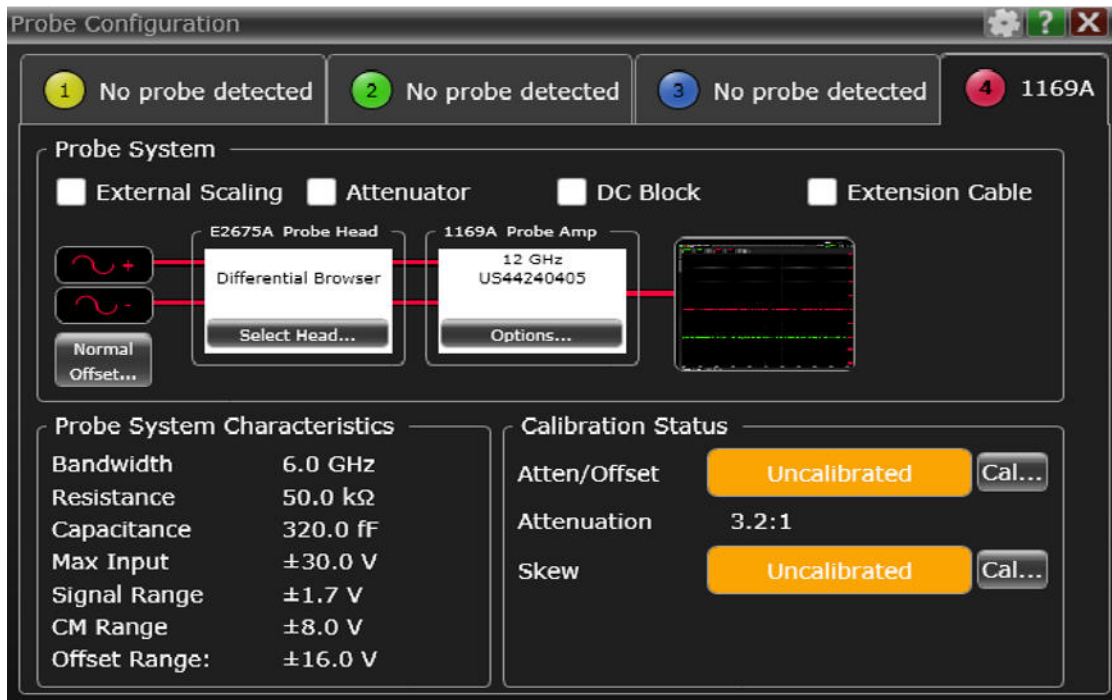 Probe Configuration
?
X
1 No probe detected
2 No probe detected
3 No probe detected
4 1169A
Probe System
External Scaling
Attenuator
DC Block
Extension Cable
E2675A Probe Head
1169A Probe Amp
+
-
Differential Browser
12 GHz
US44240405
Select Head...
Options...
Normal
Offset...
Probe System Characteristics
Bandwidth 6.0 GHz
Resistance 50.0 kΩ
Capacitance 320.0 fF
Max Input ±30.0 V
Signal Range ±1.7 V
CM Range ±8.0 V
Offset Range: ±16.0 V
Calibration Status
Atten/Offset Uncalibrated Cal...
Attenuation 3.2:1
Skew Uncalibrated Cal...